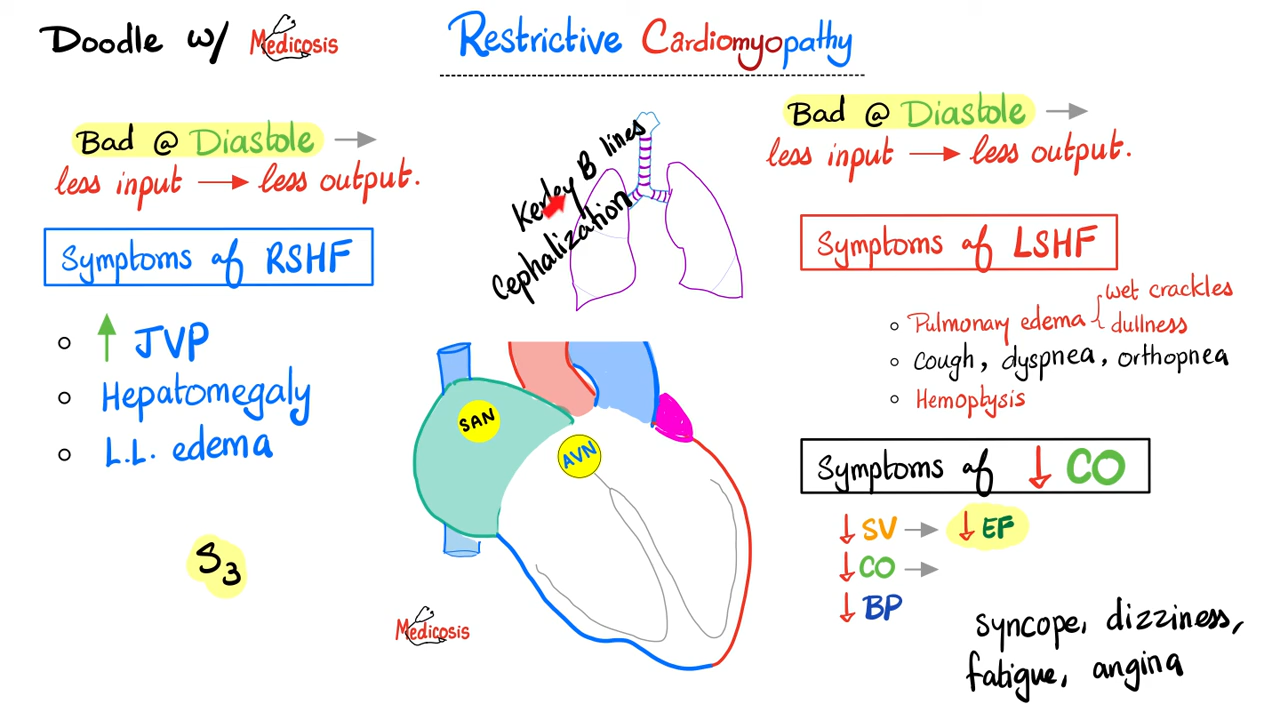 Doodle w/ Medicosis
Restrictive Cardiomyopathy
Bad @ Diastole →
less input → less output.
Symptoms of RSHF
↑ JVP
Hepatomegaly
L.L. edema
S3
Kerley B lines
Cephalization
SAN
AVN
Medicosis
Bad @ Diastole →
less input → less output.
Symptoms of LSHF
Pulmonary edema { wet crackles
dullness
Cough, dyspnea, orthopnea
Hemoptysis
Symptoms of ↓ CO
↓ SV → ↓ EF
↓ CO →
↓ BP
syncope, dizziness,
fatigue, angina